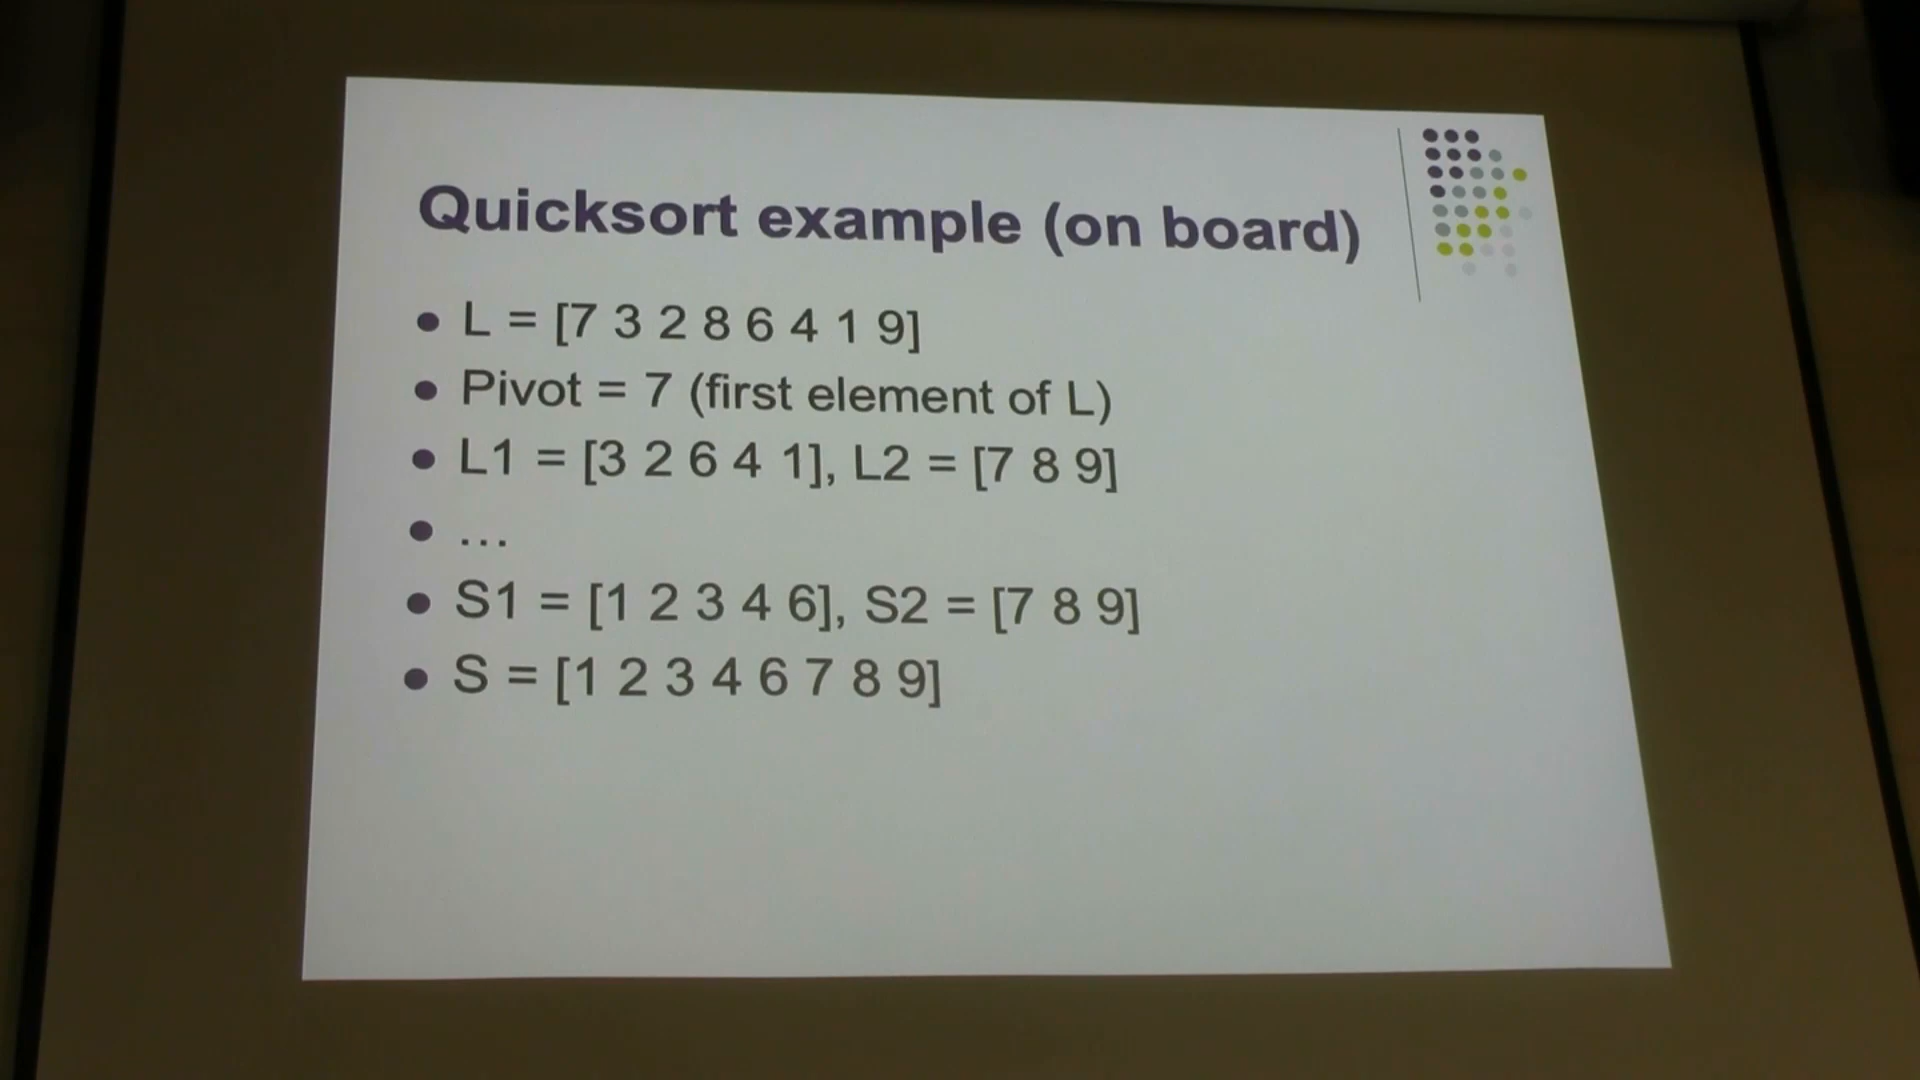 Quicksort example (on board)
• L = [7 3 2 8 6 4 1 9]
• Pivot = 7 (first element of L)
• L1 = [3 2 6 4 1], L2 = [7 8 9]
• ...
• S1 = [1 2 3 4 6], S2 = [7 8 9]
• S = [1 2 3 4 6 7 8 9]